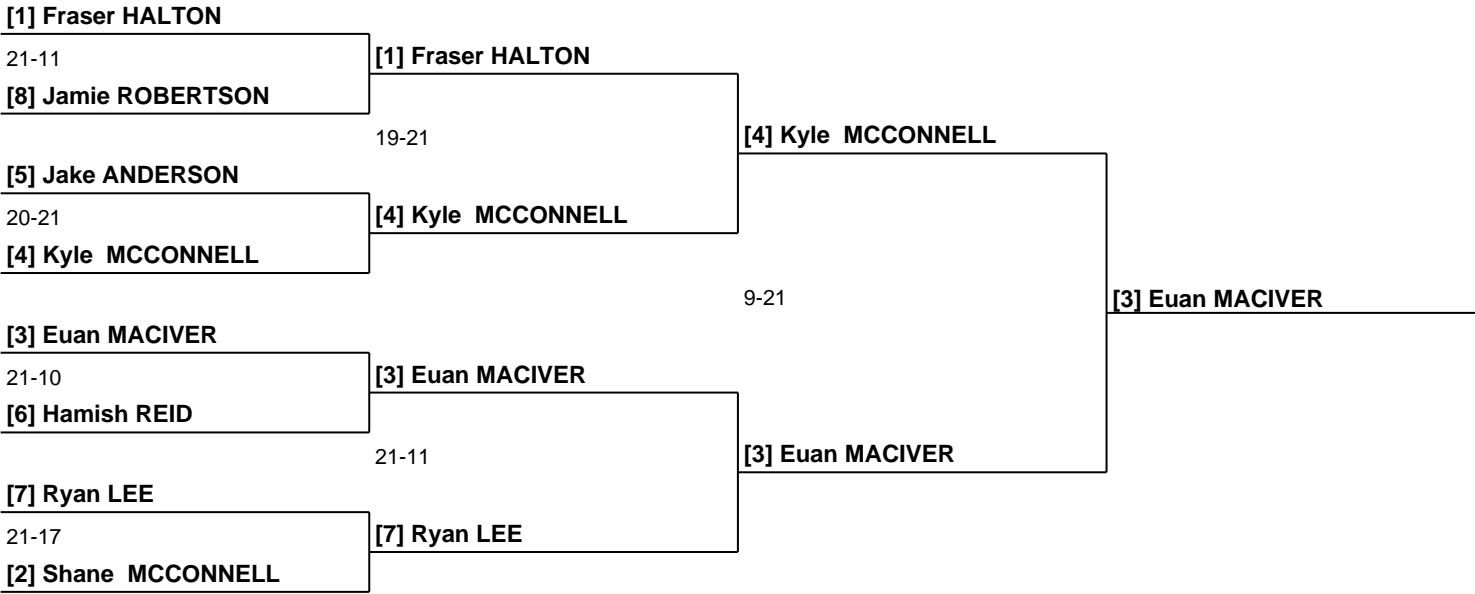 [1] Fraser HALTON
21-11
[8] Jamie ROBERTSON
[5] Jake ANDERSON
20-21
[4] Kyle  MCCONNELL
[3] Euan MACIVER
21-10
[6] Hamish REID
[7] Ryan LEE
21-17
[2] Shane  MCCONNELL
[1] Fraser HALTON
19-21
[4] Kyle  MCCONNELL
[3] Euan MACIVER
21-11
[7] Ryan LEE
[4] Kyle  MCCONNELL
9-21
[3] Euan MACIVER
[3] Euan MACIVER